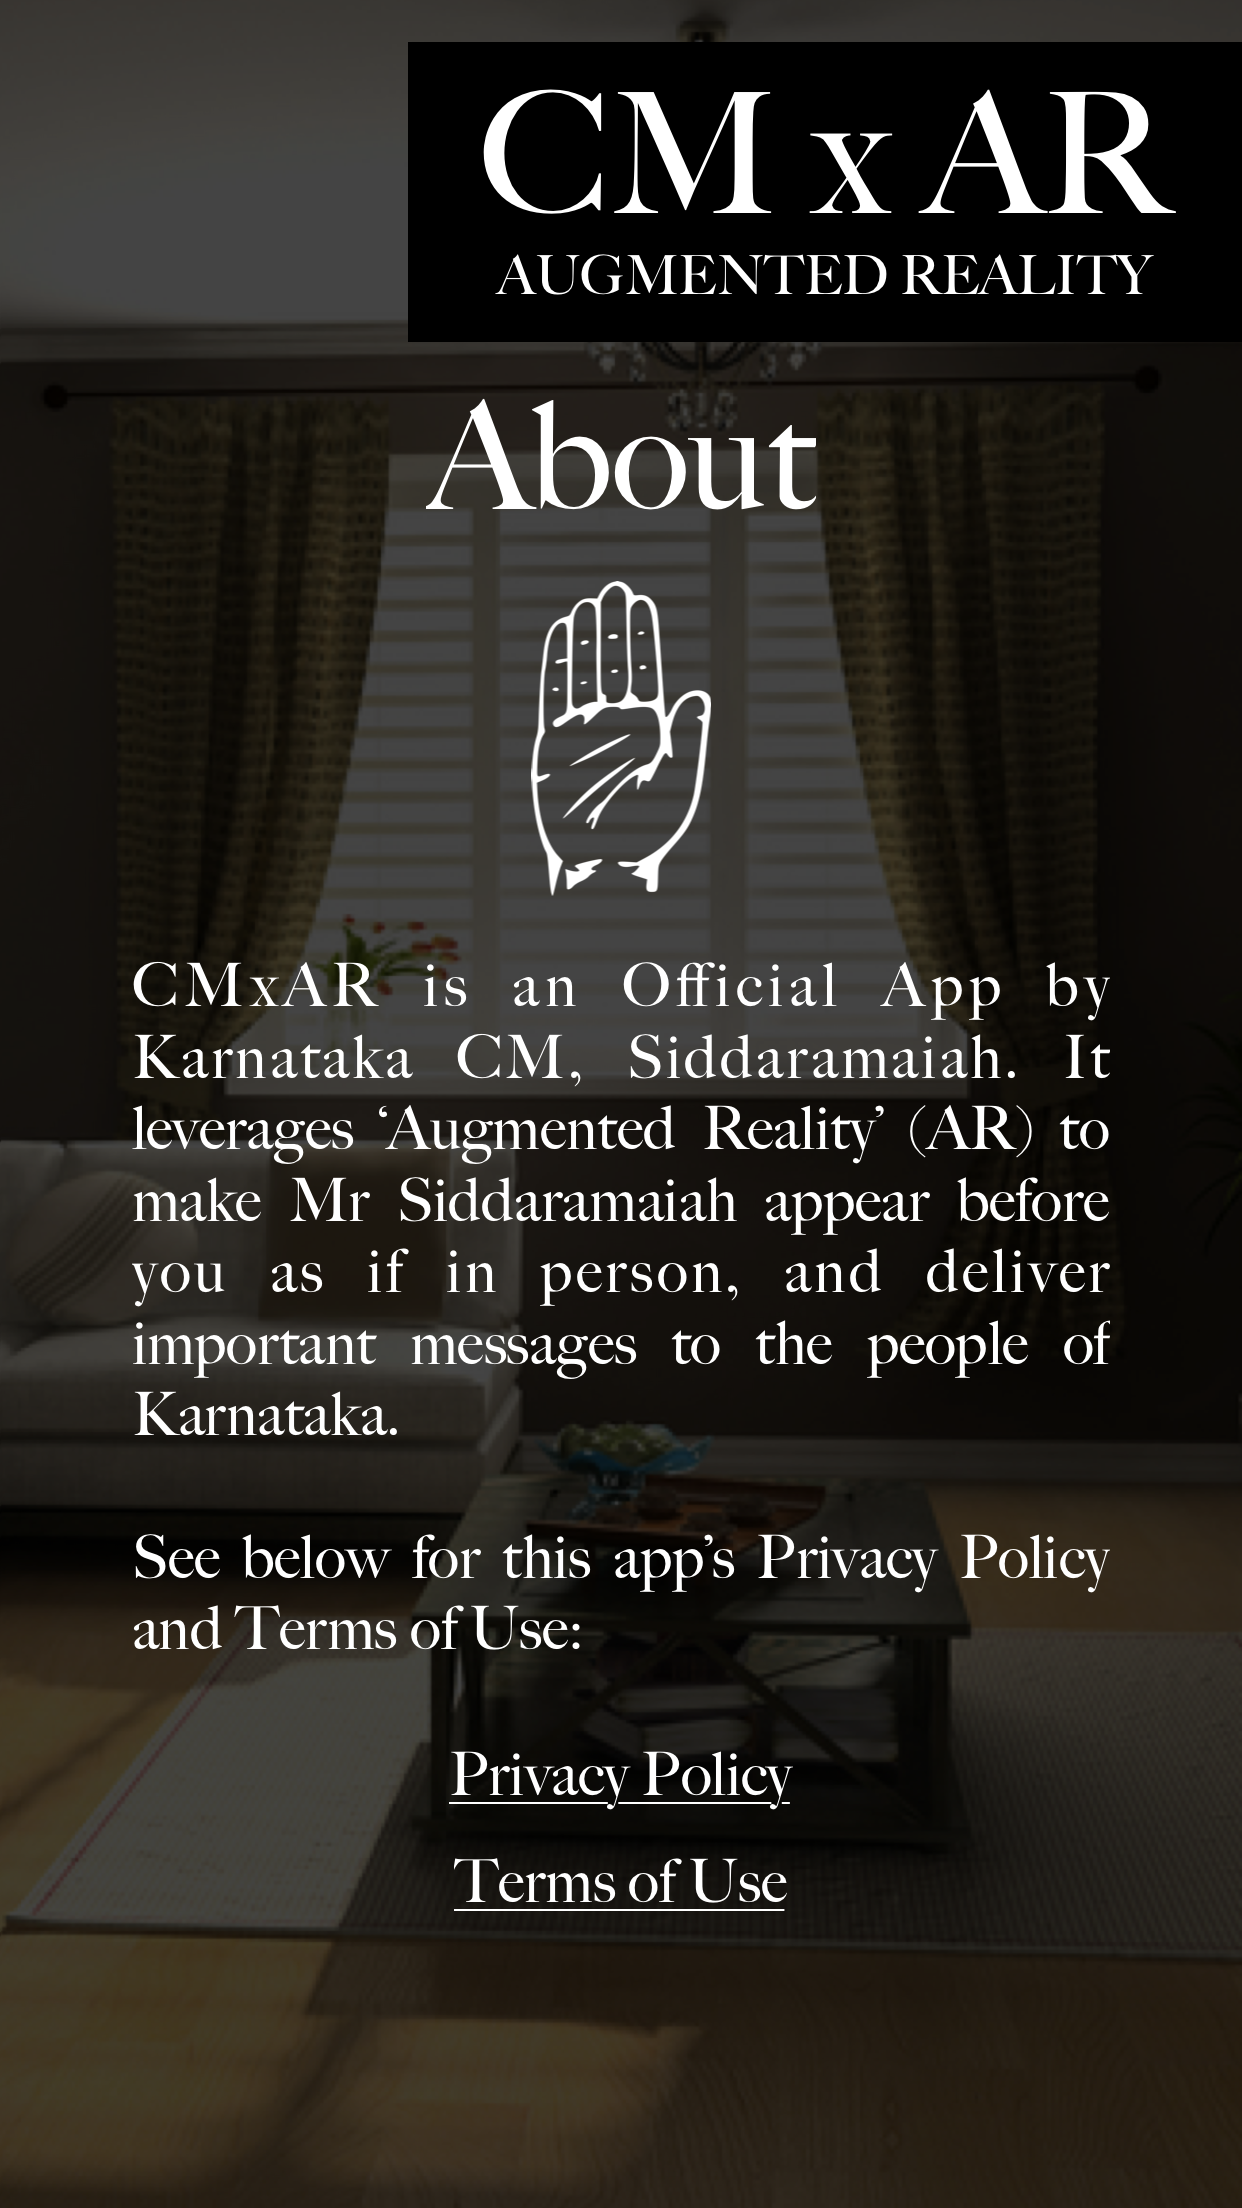 CM x AR
AUGMENTED REALITY
About
CMxAR is an Official App by
Karnataka CM, Siddaramaiah. It
leverages ‘Augmented Reality’ (AR) to
make Mr Siddaramaiah appear before
you as if in person, and deliver
important messages to the people of
Karnataka.
See below for this app’s Privacy Policy
and Terms of Use:
Privacy Policy
Terms of Use